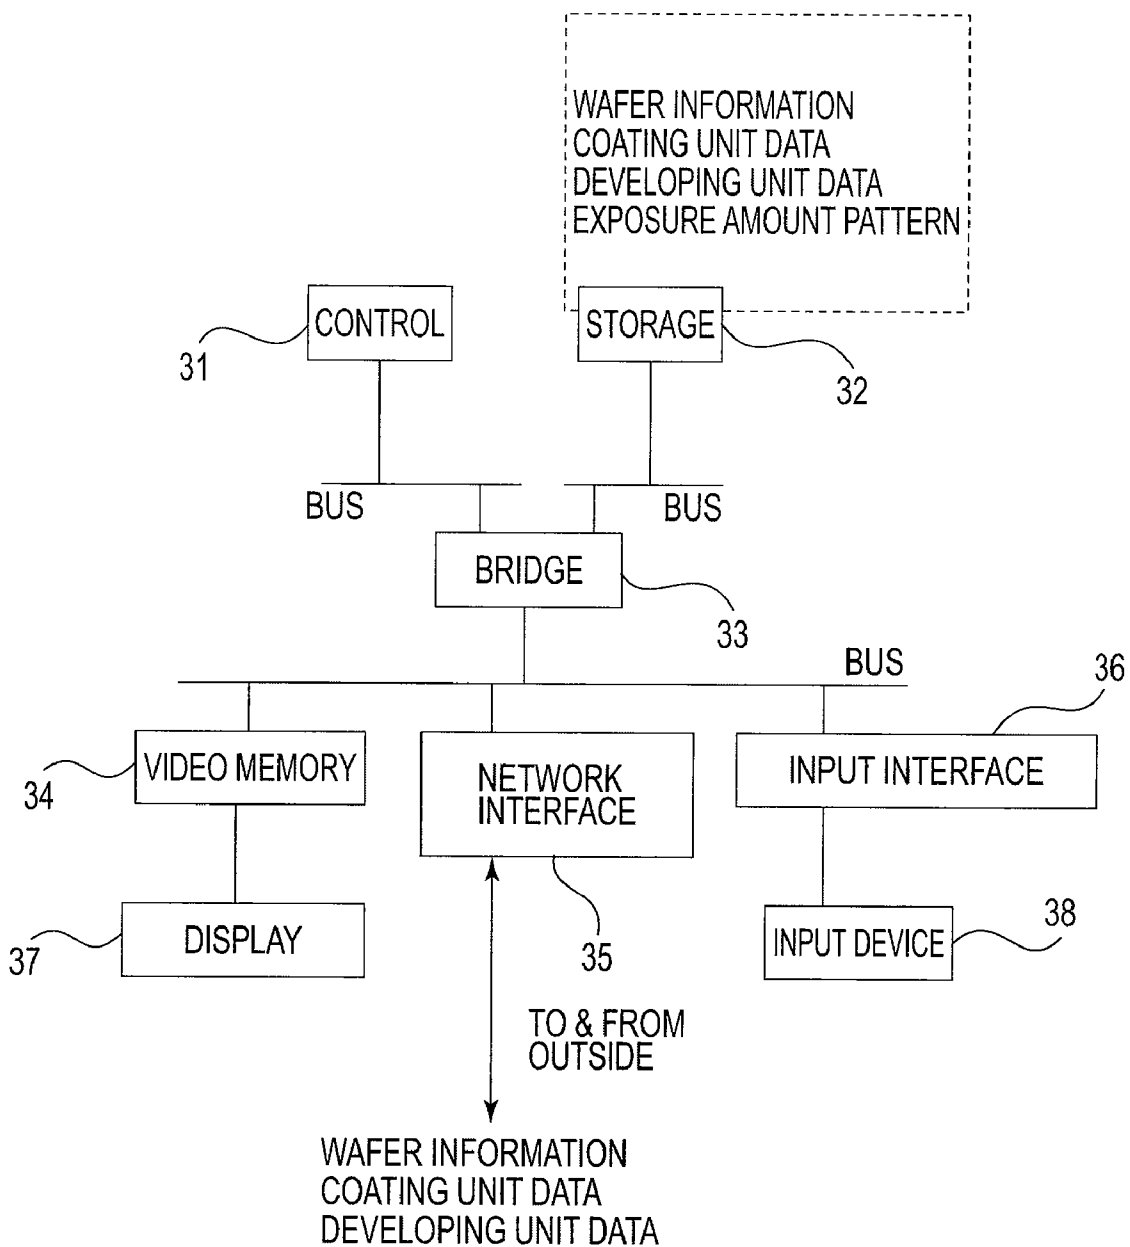 WAFER INFORMATION
COATING UNIT DATA
DEVELOPING UNIT DATA
EXPOSURE AMOUNT PATTERN
CONTROL
STORAGE
31
32
BUS
BUS
BRIDGE
33
BUS
36
VIDEO MEMORY
NETWORK
INTERFACE
INPUT INTERFACE
34
DISPLAY
INPUT DEVICE
38
37
35
TO & FROM
OUTSIDE
WAFER INFORMATION
COATING UNIT DATA
DEVELOPING UNIT DATA